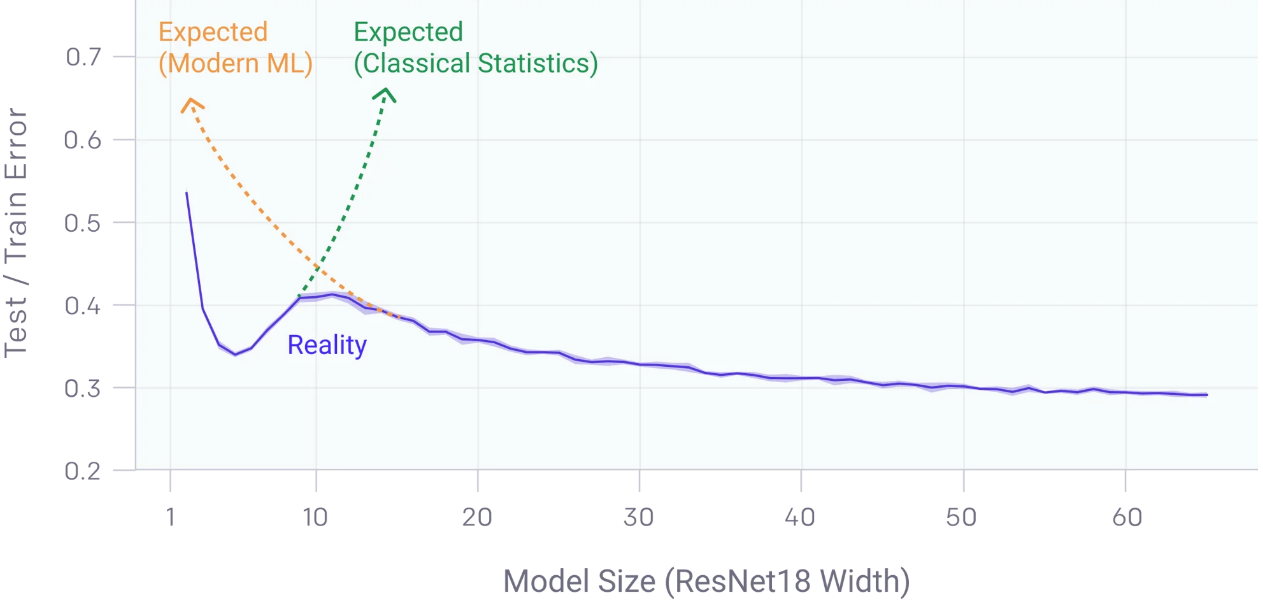 Expected
(Modern ML)
Expected
(Classical Statistics)
0.7
0.6
0.5
0.4
0.3
0.2
Test / Train Error
Reality
1
10
20
30
40
50
60
Model Size (ResNet18 Width)